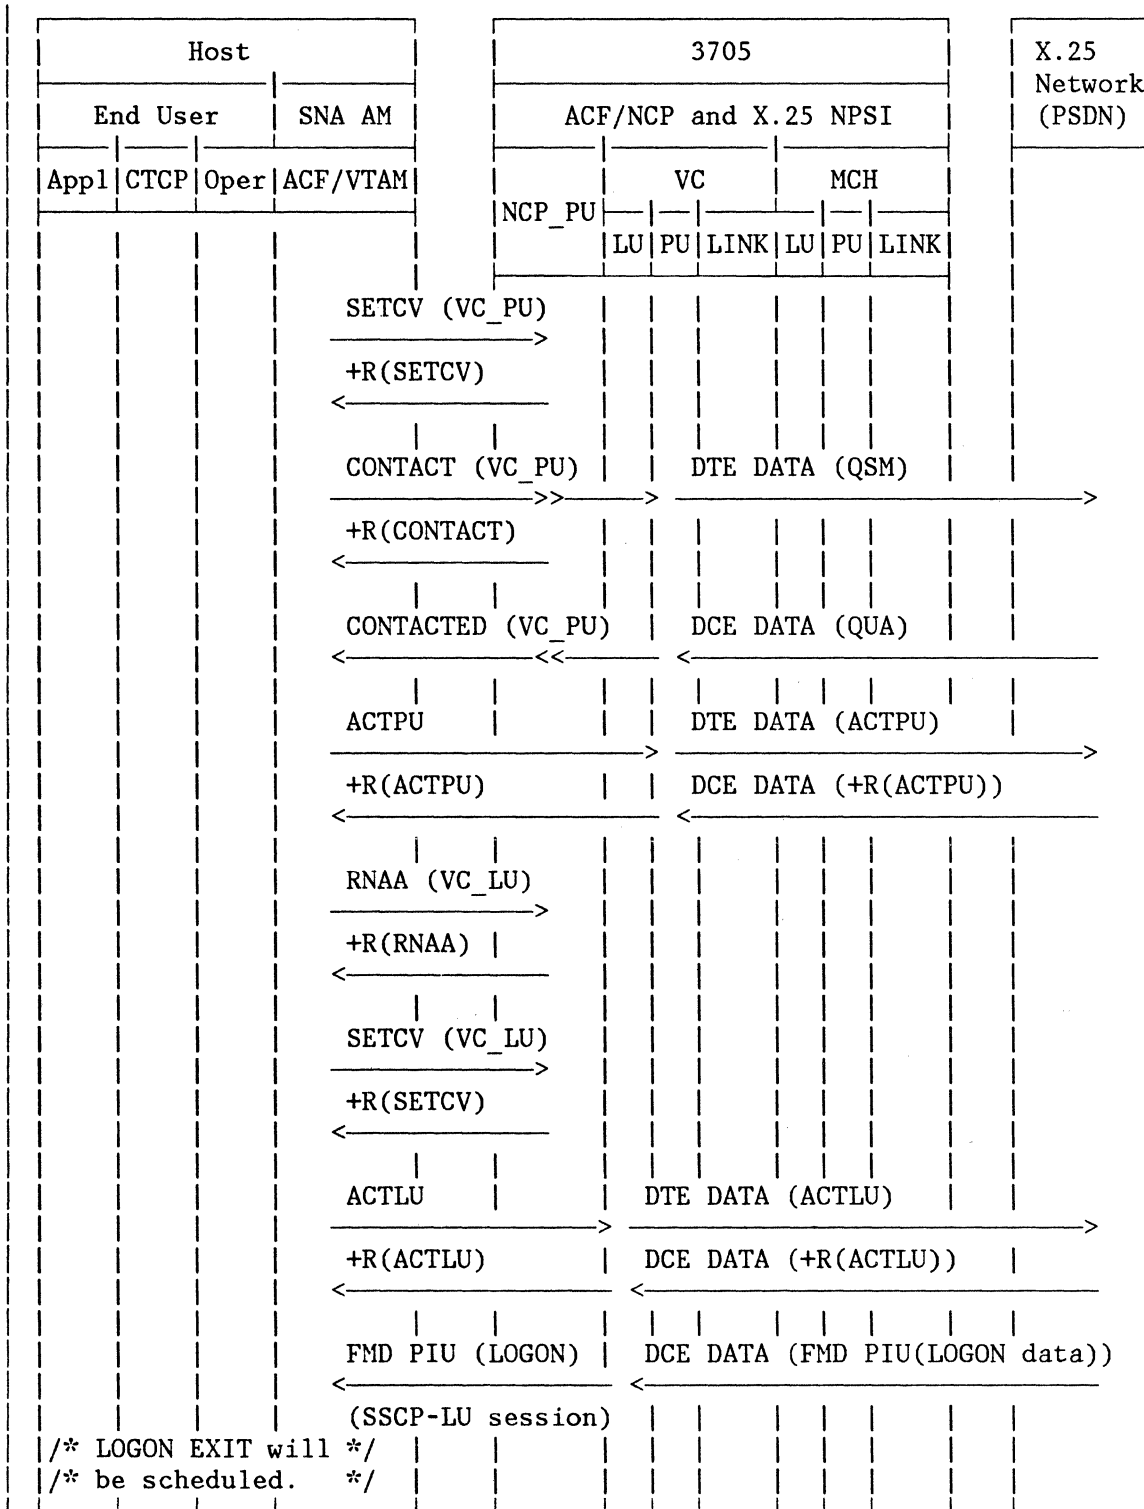 Host 3705 X.25
Network
End User SNA AM ACF/NCP and X.25 NPSI (PSDN)
Appl CTCP Oper ACF/VTAM VC MCH
NCP_PU
LU PU LINK LU PU LINK
SETCV (VC_PU)
+R(SETCV)
CONTACT (VC_PU) DTE DATA (QSM)
+R(CONTACT)
CONTACTED (VC_PU) DCE DATA (QUA)
ACTPU DTE DATA (ACTPU)
+R(ACTPU) DCE DATA (+R(ACTPU))
RNAA (VC_LU)
+R(RNAA)
SETCV (VC_LU)
+R(SETCV)
ACTLU DTE DATA (ACTLU)
+R(ACTLU) DCE DATA (+R(ACTLU))
FMD PIU (LOGON) DCE DATA (FMD PIU(LOGON data))
(SSCP-LU session)
/* LOGON EXIT will */
/* be scheduled. */